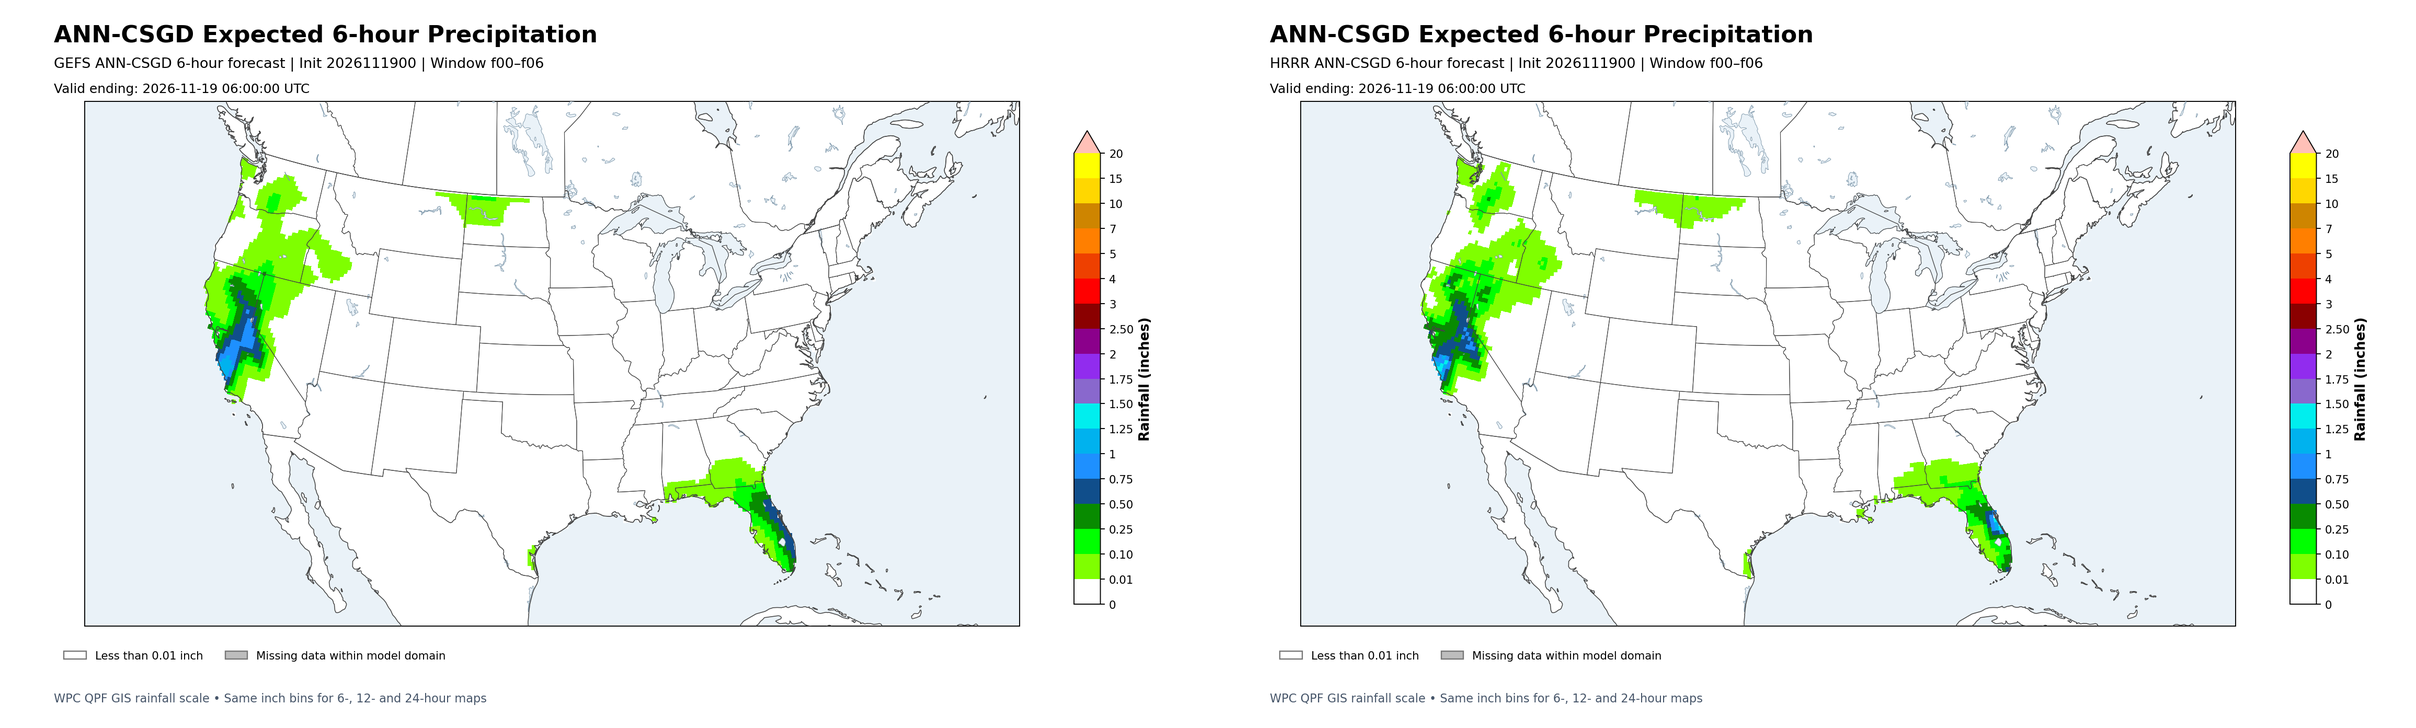 ANN-CSGD Expected 6-hour Precipitation
GEFS ANN-CSGD 6-hour forecast | Init 2026111900 | Window f00–f06
Valid ending: 2026-11-19 06:00:00 UTC
20
15
10
7
5
4
3
2.50
2
1.75
1.50
1.25
1
0.75
0.50
0.25
0.10
0.01
0
Rainfall (inches)
Less than 0.01 inch
Missing data within model domain
WPC QPF GIS rainfall scale • Same inch bins for 6-, 12- and 24-hour maps
ANN-CSGD Expected 6-hour Precipitation
HRRR ANN-CSGD 6-hour forecast | Init 2026111900 | Window f00–f06
Valid ending: 2026-11-19 06:00:00 UTC
20
15
10
7
5
4
3
2.50
2
1.75
1.50
1.25
1
0.75
0.50
0.25
0.10
0.01
0
Rainfall (inches)
Less than 0.01 inch
Missing data within model domain
WPC QPF GIS rainfall scale • Same inch bins for 6-, 12- and 24-hour maps